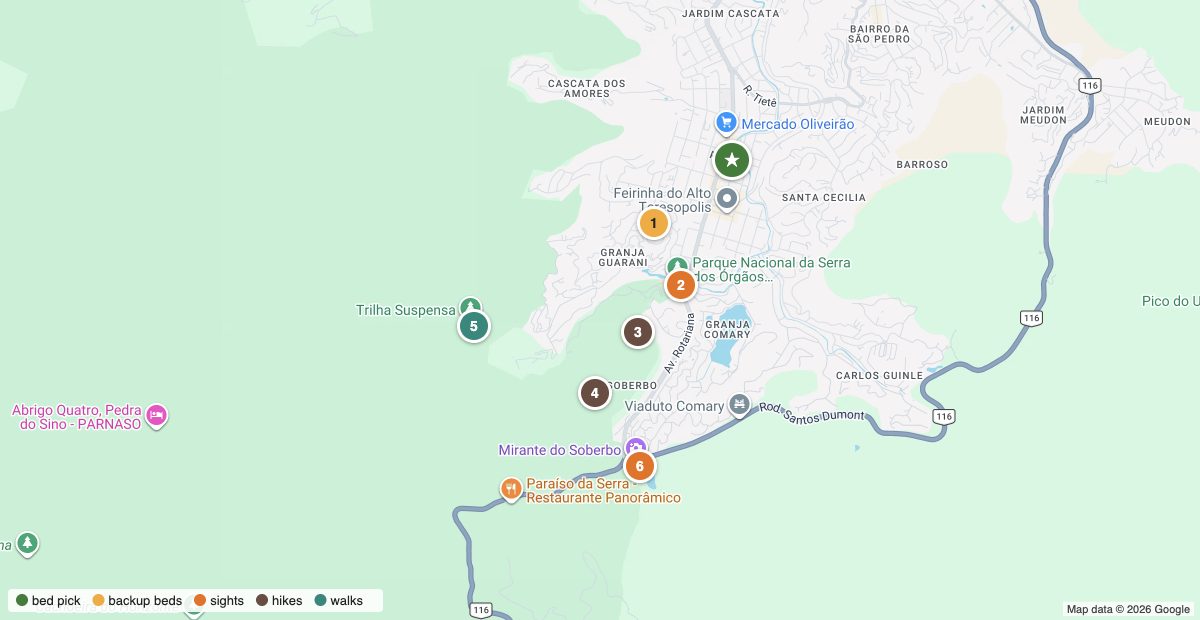 JARDIM CASCATA
BAIRRO DA
SÃO PEDRO
CASCATA DOS
AMORES
R. Tietê
116
JARDIM
MEUDON
MEUDON
Mercado Oliveirão
BARROSO
SANTA CECILIA
Feirinha do Alto
Teresopolis
1
GRANJA
GUARANI
Parque Nacional da Serra
dos Órgãos...
2
Pico do U
Trilha Suspensa
5
3
Av. Rotariana
GRANJA
COMARY
116
CARLOS GUINLE
4
SOBERBO
Viaduto Comary
Rod. Santos Dumont
116
Abrigo Quatro, Pedra
do Sino - PARNASO
Mirante do Soberbo
6
Paraíso da Serra -
Restaurante Panorâmico
na
116
bed pick
backup beds
sights
hikes
walks
Map data © 2026 Google